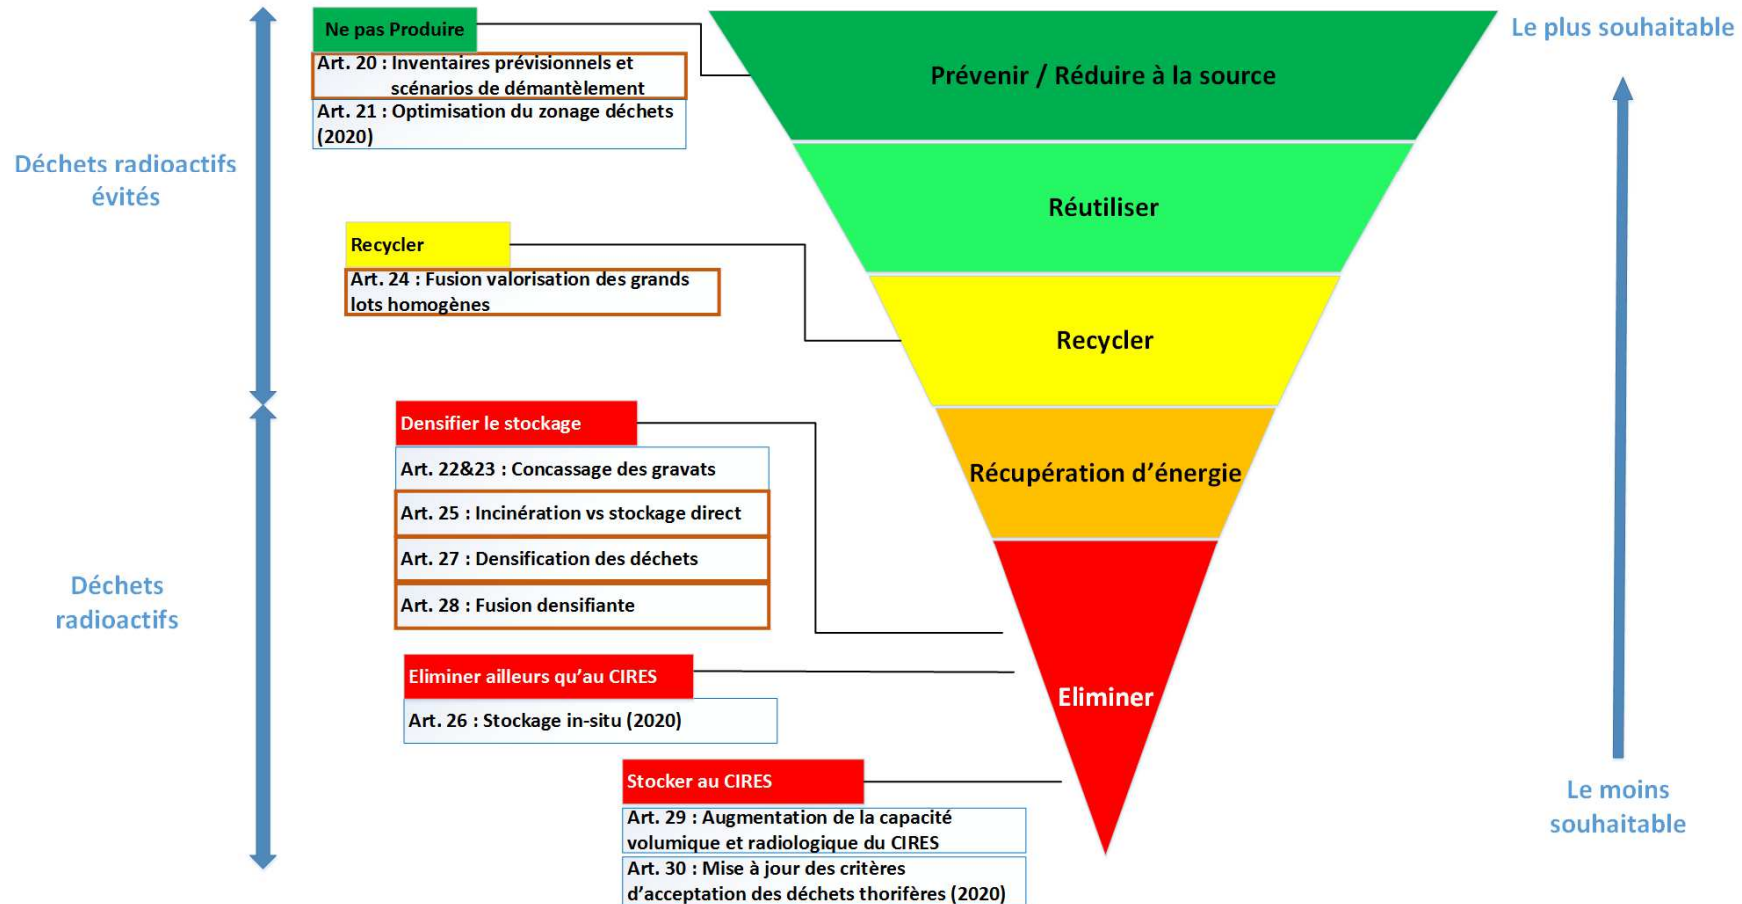 Ne pas Produire
Art. 20 : Inventaires prévisionnels et
scénarios de démantèlement
Art. 21 : Optimisation du zonage déchets
(2020)
Déchets radioactifs
évités
Recycler
Art. 24 : Fusion valorisation des grands
lots homogènes
Densifier le stockage
Art. 22&23 : Concassage des gravats
Art. 25 : Incinération vs stockage direct
Art. 27 : Densification des déchets
Art. 28 : Fusion densifiante
Déchets
radioactifs
Eliminer ailleurs qu'au CIRES
Art. 26 : Stockage in-situ (2020)
Stocker au CIRES
Art. 29 : Augmentation de la capacité
volumique et radiologique du CIRES
Art. 30 : Mise à jour des critères
d'acceptation des déchets thorifères (2020)
Prévenir / Réduire à la source
Réutiliser
Recycler
Récupération d'énergie
Eliminer
Le plus souhaitable
Le moins
souhaitable